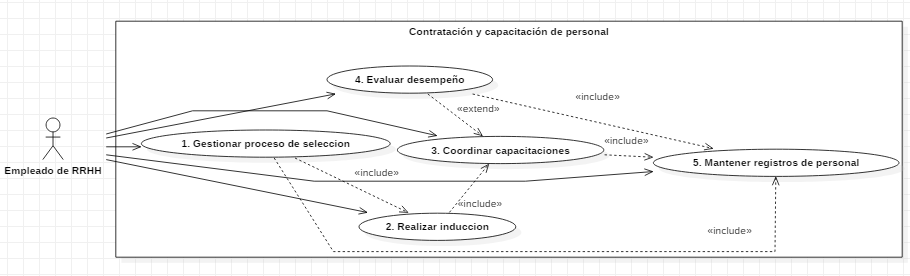 Contratación y capacitación de personal
4. Evaluar desempeño
«include»
«extend»
«include»
1. Gestionar proceso de seleccion
3. Coordinar capacitaciones
5. Mantener registros de personal
Empleado de RRHH
«include»
«include»
2. Realizar induccion
«include»